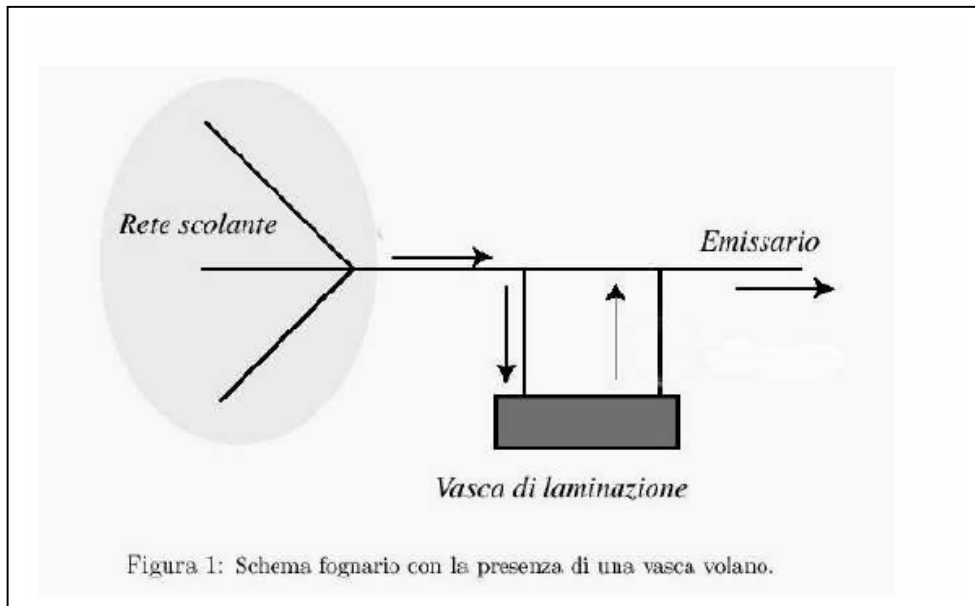 Rete scolante
Emissario
Vasca di laminazione
Figura 1: Schema fognario con la presenza di una vasca volano.